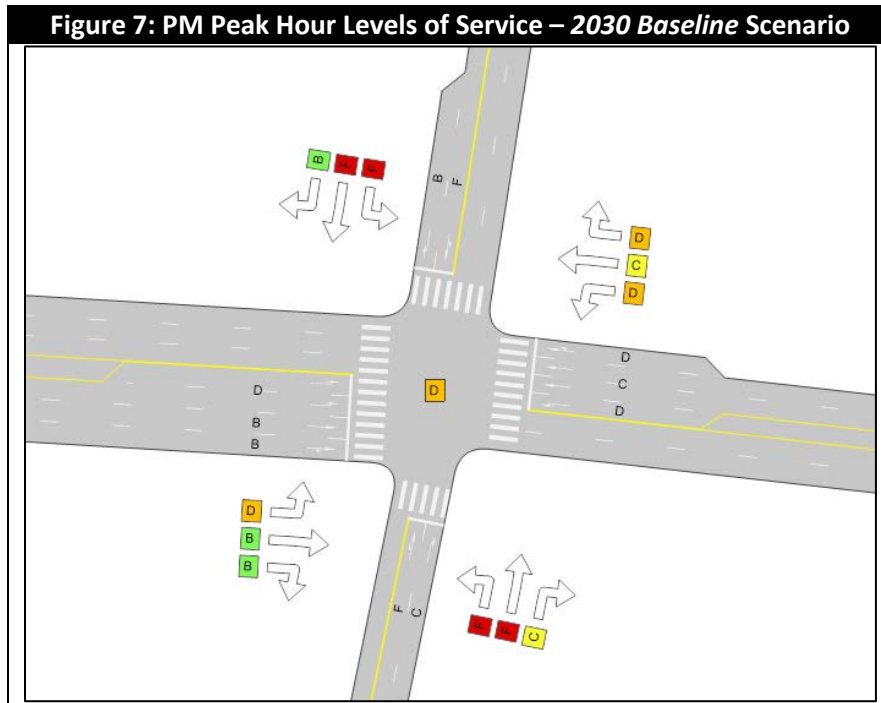 Figure 7: PM Peak Hour Levels of Service – 2030 Baseline Scenario
B F F
B F
D
C
D
D
C
D
D
D
B
B
D
B
B
F C
F F C